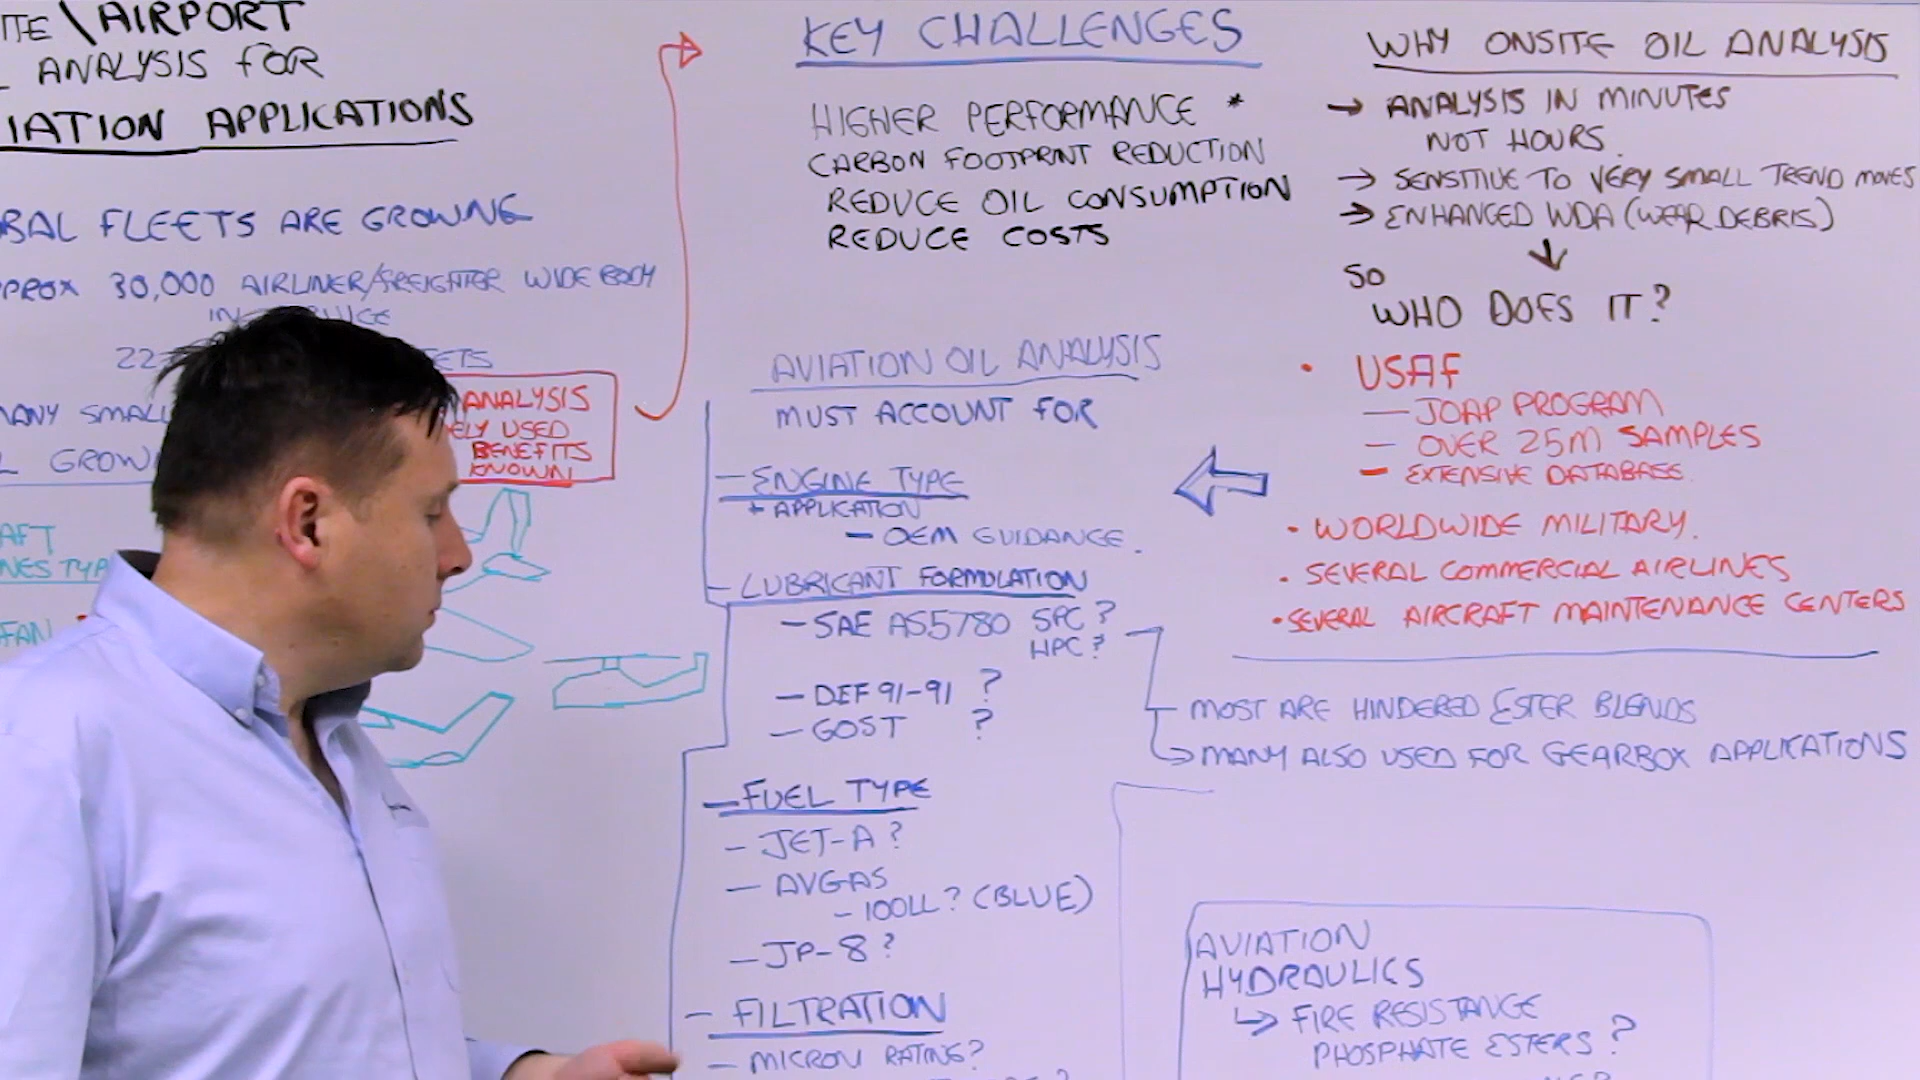 \AIRPORT
ANALYSIS FOR
APPLICATIONS
FLEETS ARE GROWING
30,000 AIRLINER/FREIGHTER WIDE BODY
SMALL
ANALYSIS
USED
BENEFITS
KNOWN
KEY CHALLENGES
HIGHER PERFORMANCE *
CARBON FOOTPRINT REDUCTION
REDUCE OIL CONSUMPTION
REDUCE COSTS
AVIATION OIL ANALYSIS
MUST ACCOUNT FOR
- ENGINE TYPE
+ APPLICATION
- OEM GUIDANCE.
- LUBRICANT FORMULATION
- SAE AS5780 SPC?
HPC?
- DEF 91-91 ?
- GOST ?
- FUEL TYPE
- JET-A?
- AVGAS
- 100LL? (BLUE)
- JP-8?
- FILTRATION
- MICRON RATING?
WHY ONSITE OIL ANALYSIS
→ ANALYSIS IN MINUTES
NOT HOURS.
→ SENSITIVE TO VERY SMALL TREND MOVES
→ ENHANCED WDA (WEAR DEBRIS)
SO
WHO DOES IT?
• USAF
- JOAP PROGRAM
- OVER 25M SAMPLES
- EXTENSIVE DATABASE.
• WORLDWIDE MILITARY.
• SEVERAL COMMERCIAL AIRLINES
• SEVERAL AIRCRAFT MAINTENANCE CENTERS
MOST ARE HINDERED ESTER BLENDS
MANY ALSO USED FOR GEARBOX APPLICATIONS
AVIATION
HYDRAULICS
FIRE RESISTANCE
PHOSPHATE ESTERS ?